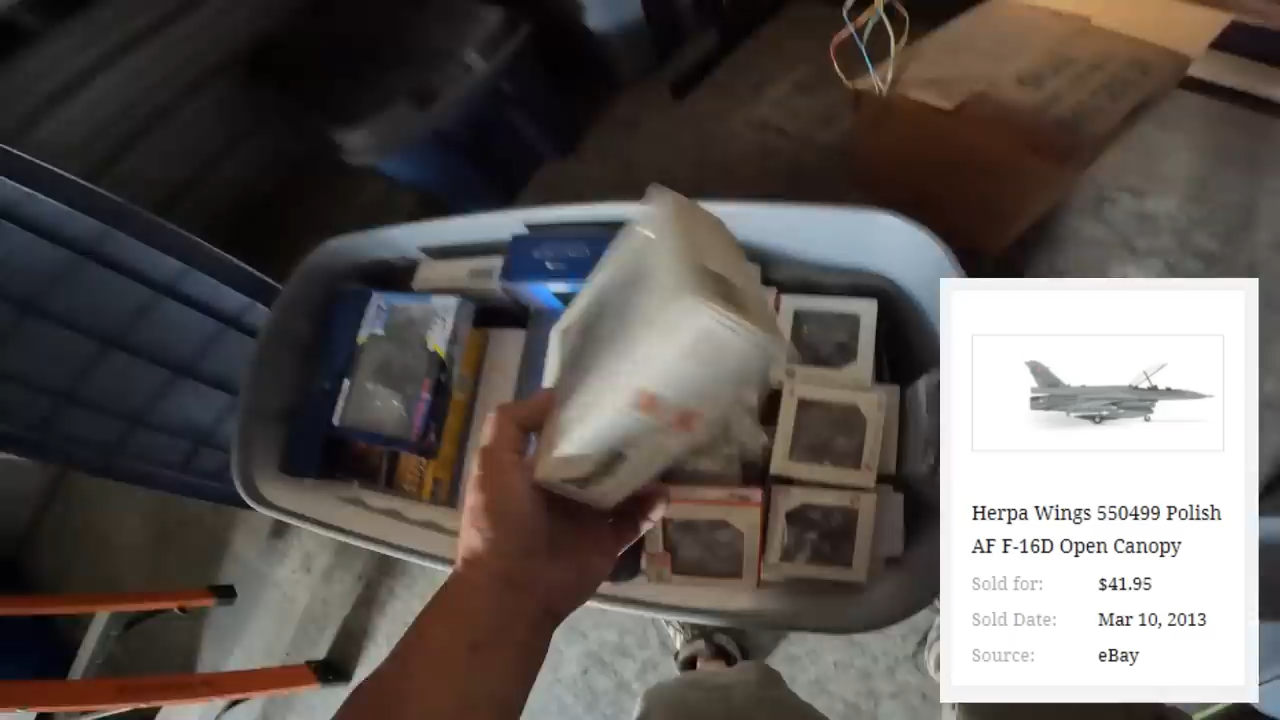 Herpa Wings 550499 Polish
AF F-16D Open Canopy
Sold for: $41.95
Sold Date: Mar 10, 2013
Source: eBay